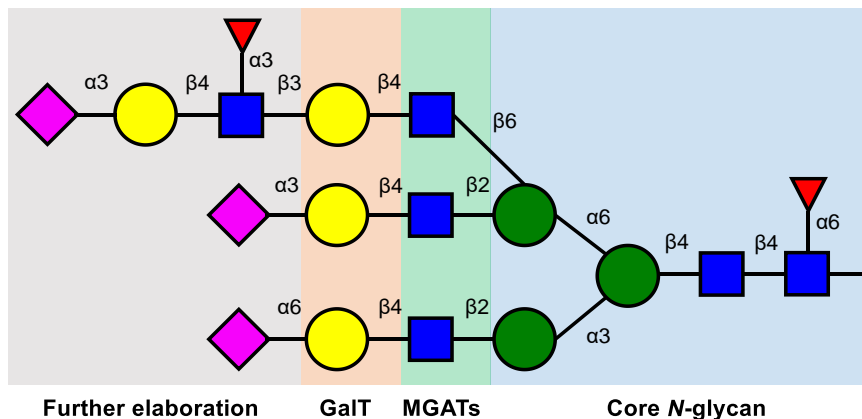 α3
α3 β4 β3 β4
β6
α3 β4 β2 α6 β4 β4 α6
α6 β4 β2 α3
Further elaboration GalT MGATs Core N-glycan